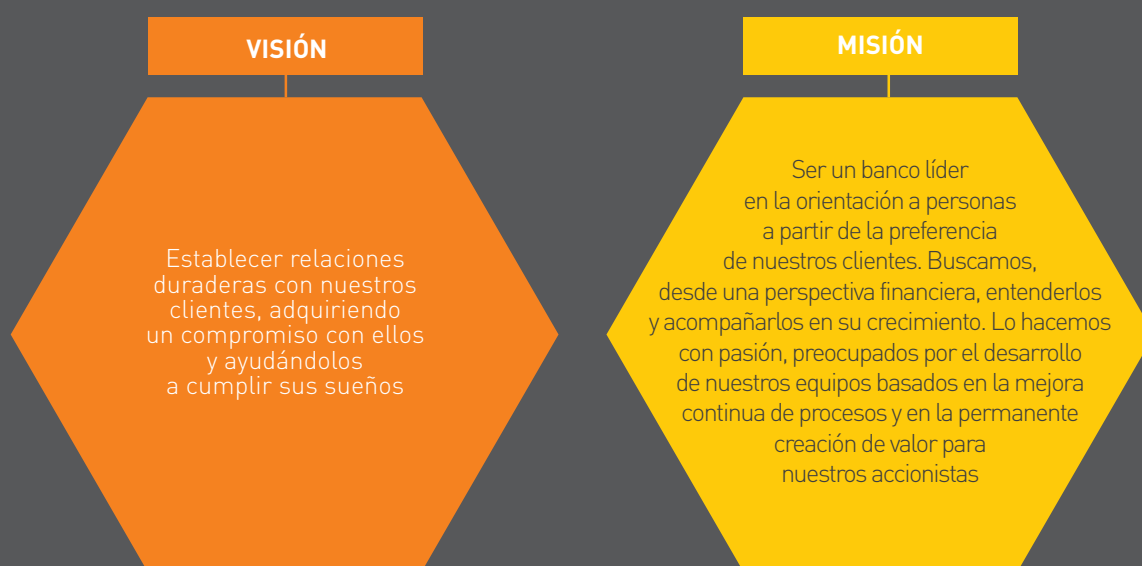 VISIÓN
Establecer relaciones
duraderas con nuestros
clientes, adquiriendo
un compromiso con ellos
y ayudándolos
a cumplir sus sueños
MISIÓN
Ser un banco líder
en la orientación a personas
a partir de la preferencia
de nuestros clientes. Buscamos,
desde una perspectiva financiera, entenderlos
y acompañarlos en su crecimiento. Lo hacemos
con pasión, preocupados por el desarrollo
de nuestros equipos basados en la mejora
continua de procesos y en la permanente
creación de valor para
nuestros accionistas